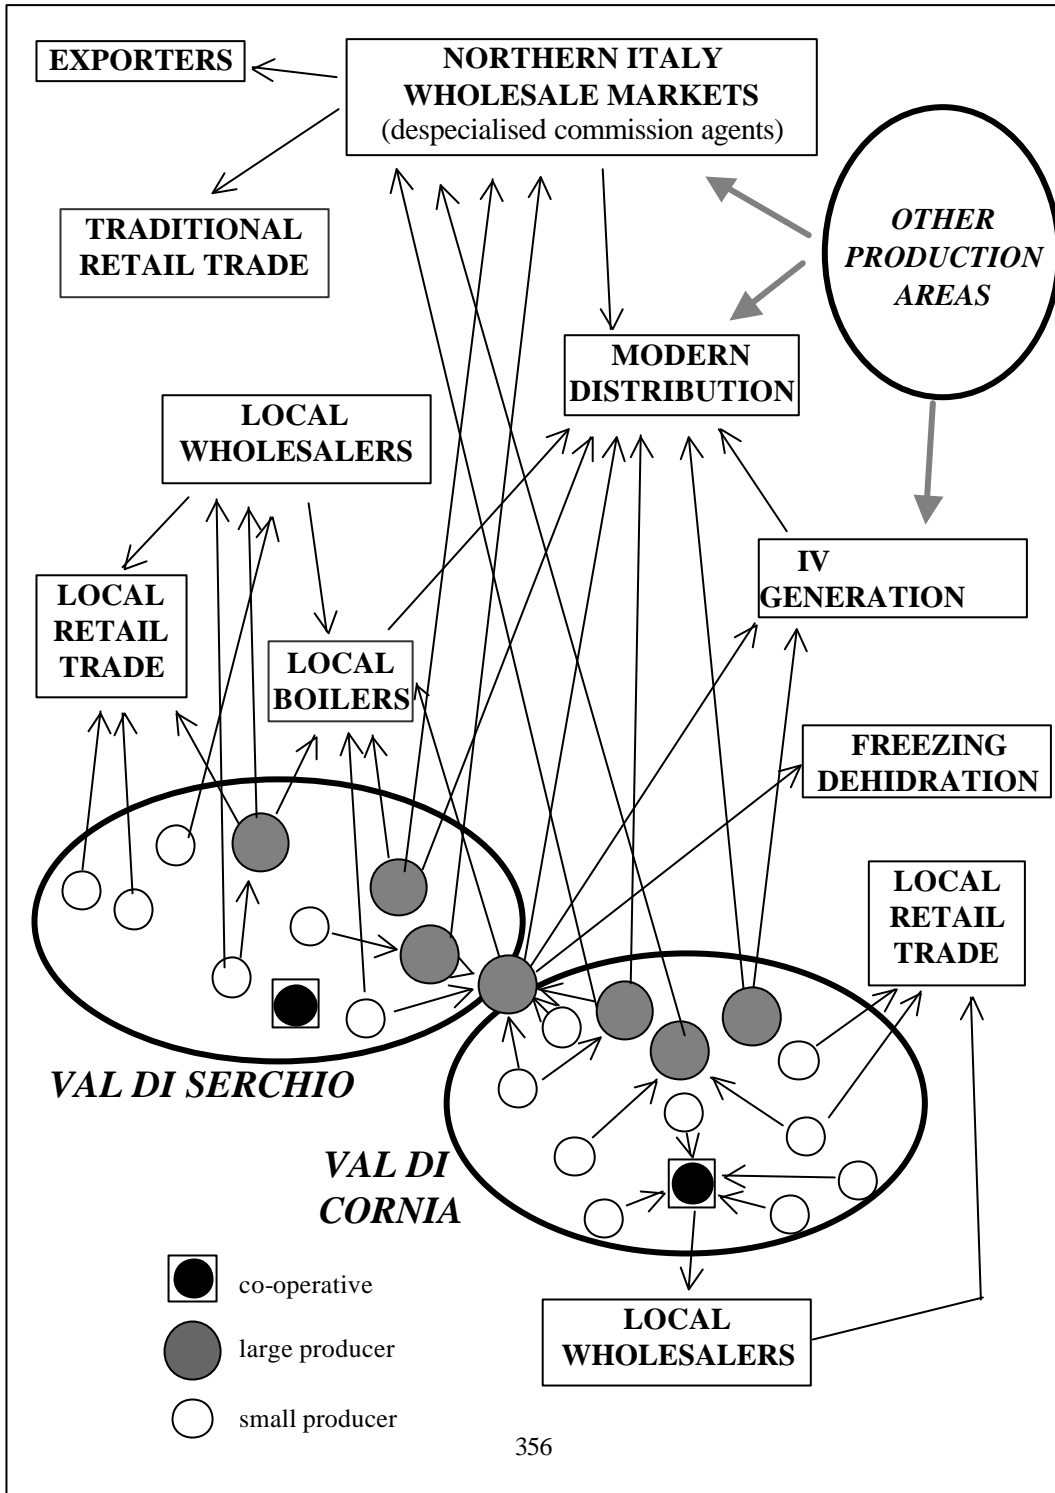 EXPORTERS
NORTHERN ITALY
WHOLESALE MARKETS
(despecialised commission agents)
TRADITIONAL
RETAIL TRADE
OTHER
PRODUCTION
AREAS
MODERN
DISTRIBUTION
LOCAL
WHOLESALERS
IV
GENERATION
LOCAL
RETAIL
TRADE
LOCAL
BOILERS
FREEZING
DEHIDRATION
LOCAL
RETAIL
TRADE
VAL DI SERCHIO
VAL DI
CORNIA
co-operative
large producer
small producer
LOCAL
WHOLESALERS
356